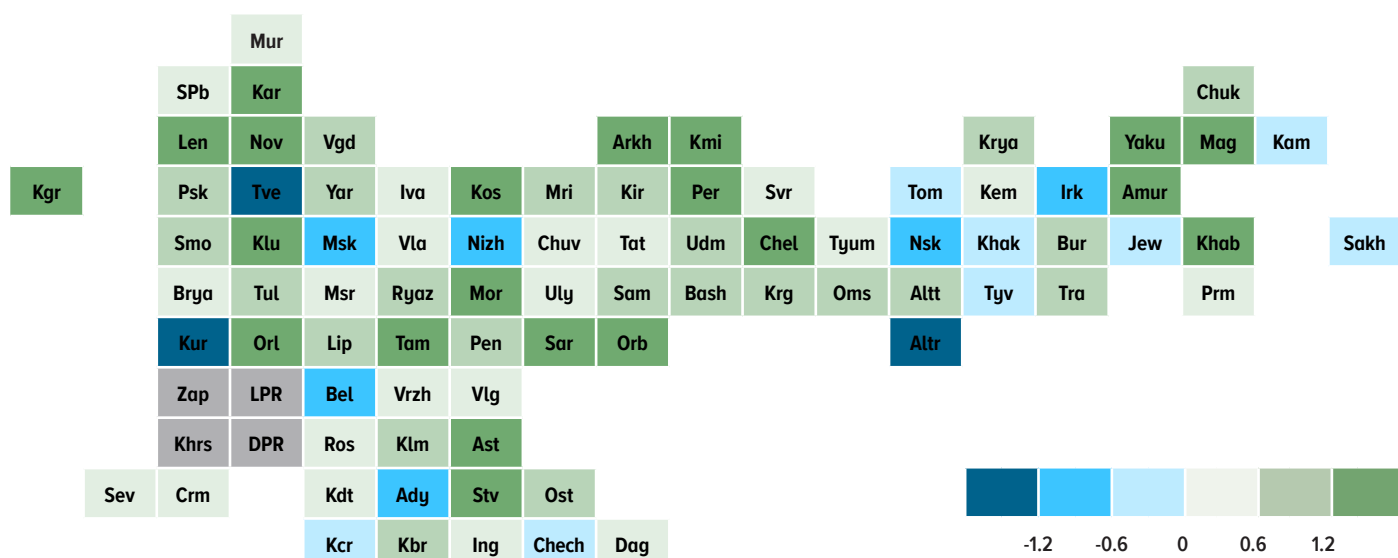 Mur
SPb Kar Chuk
Len Nov Vgd Arkh Kmi Krya Yaku Mag Kam
Kgr Psk Tve Yar Iva Kos Mri Kir Per Svr Tom Kem Irk Amur
Smo Klu Msk Vla Nizh Chuv Tat Udm Chel Tyum Nsk Khak Bur Jew Khab Sakh
Brya Tul Msr Ryaz Mor Uly Sam Bash Krg Oms Altt Tyv Tra Prm
Kur Orl Lip Tam Pen Sar Orb Altr
Zap LPR Bel Vrzh Vlg
Khrs DPR Ros Klm Ast
Sev Crm Kdt Ady Stv Ost
Kcr Kbr Ing Chech Dag
-1.2 -0.6 0 0.6 1.2